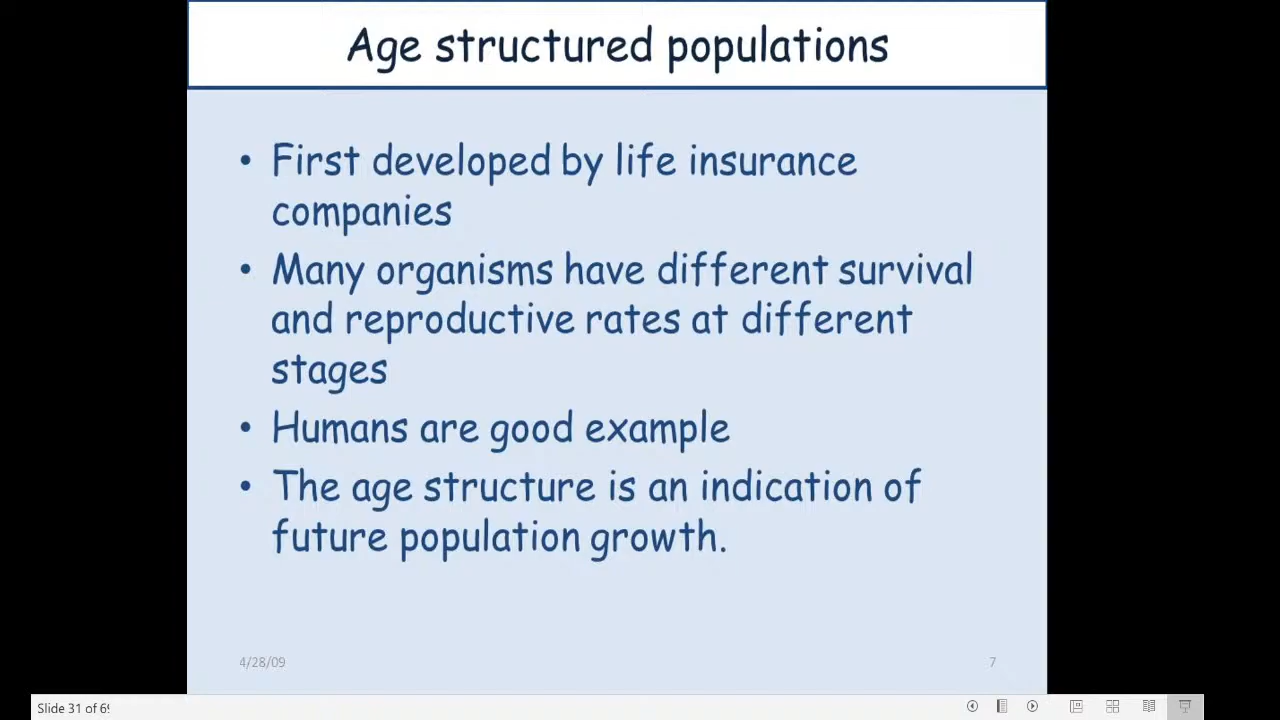 Age structured populations
• First developed by life insurance
companies
• Many organisms have different survival
and reproductive rates at different
stages
• Humans are good example
• The age structure is an indication of
future population growth.
4/28/09
7
Slide 31 of